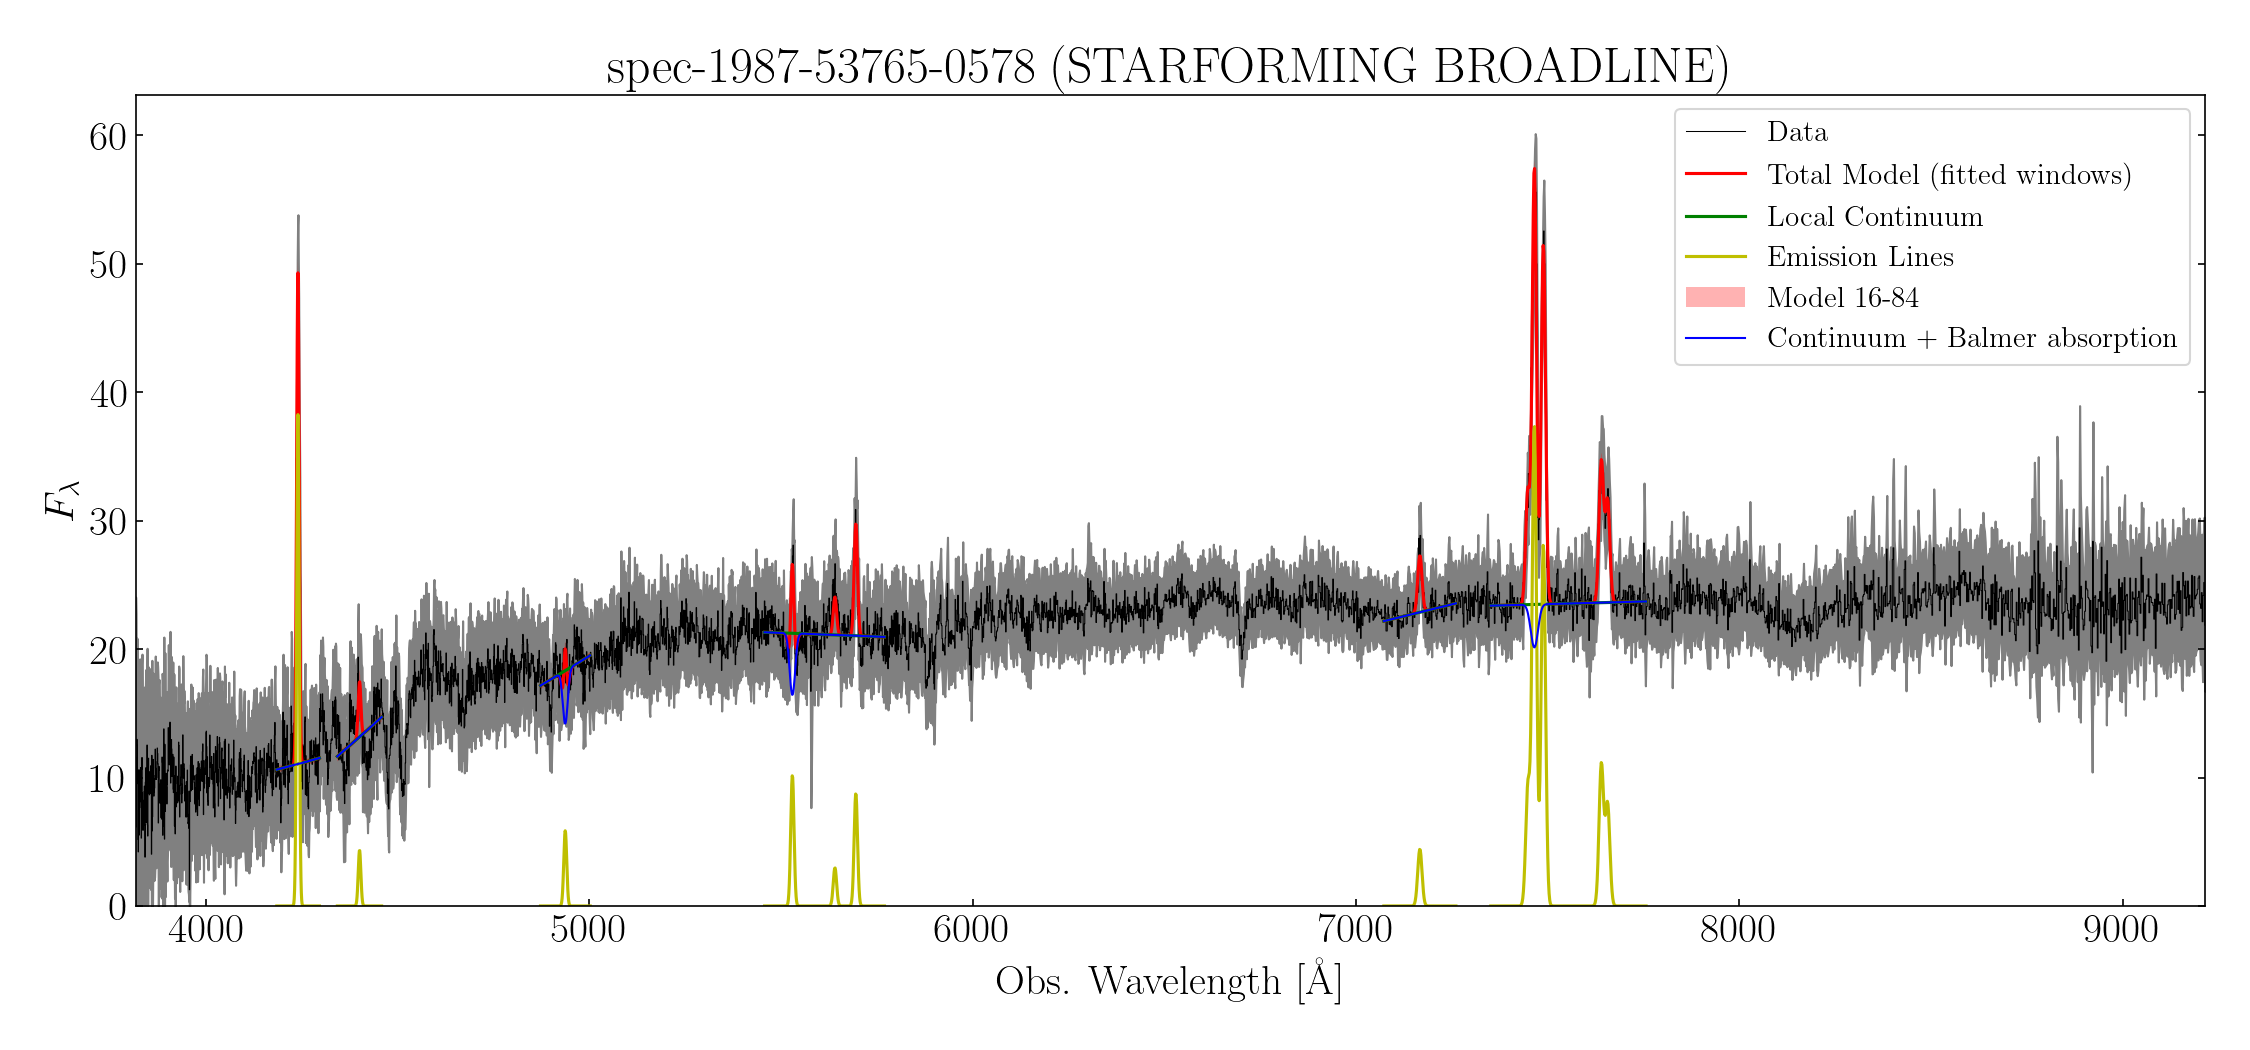 spec-1987-53765-0578 (STARFORMING BROADLINE)
Data
Total Model (fitted windows)
Local Continuum
Emission Lines
Model 16-84
Continuum + Balmer absorption
60
50
40
30
20
10
0
F_λ
4000 5000 6000 7000 8000 9000
Obs. Wavelength [Å]